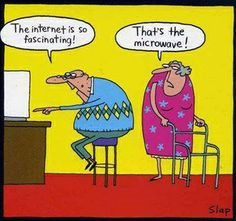 The internet is so
fascinating!
That's the
microwave!
Slap